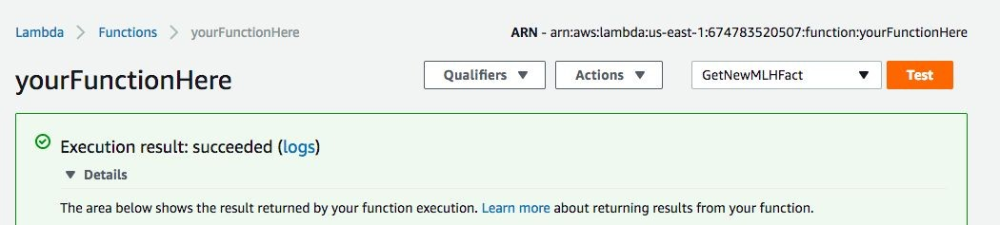 Lambda > Functions > yourFunctionHere
ARN - arn:aws:lambda:us-east-1:674783520507:function:yourFunctionHere
yourFunctionHere
Qualifiers
Actions
GetNewMLHFact
Test
Execution result: succeeded (logs)
Details
The area below shows the result returned by your function execution. Learn more about returning results from your function.